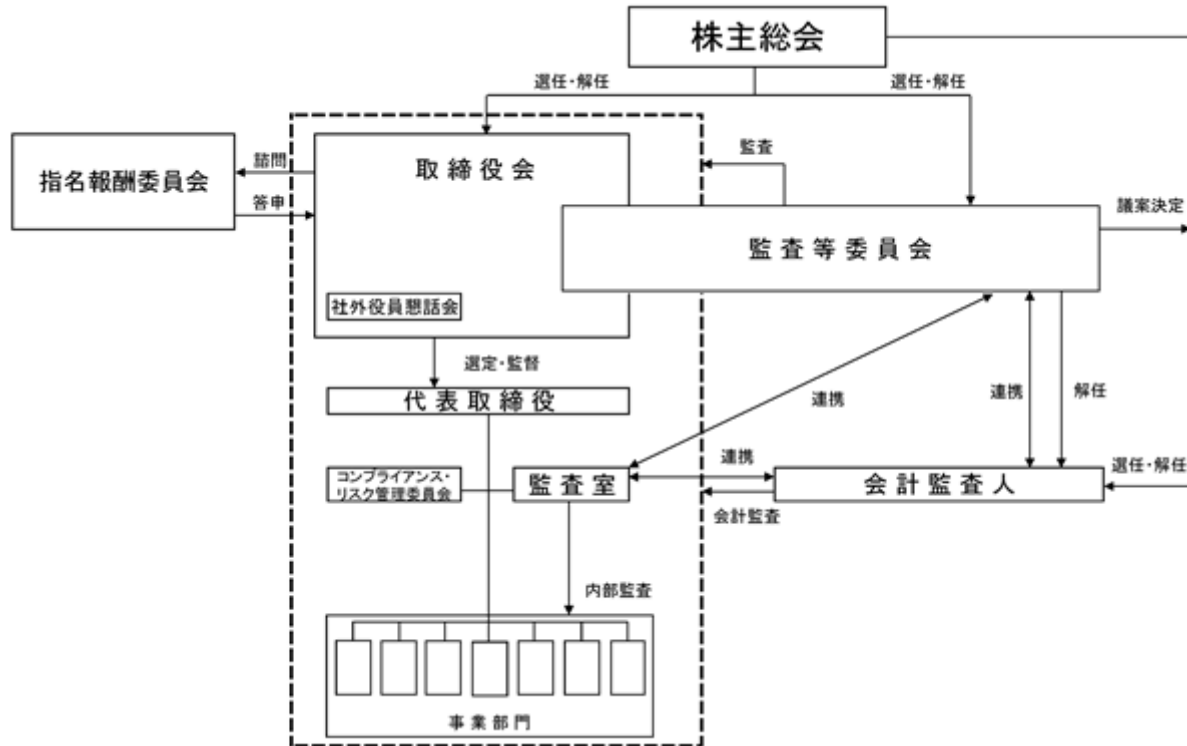 株主総会
選任・解任
選任・解任
監査
取締役会
指名報酬委員会
諮問
答申
監査等委員会
議案決定
社外役員懇話会
選定・監督
代表取締役
連携
連携
解任
コンプライアンス・
リスク管理委員会
監査室
連携
会計監査人
選任・解任
会計監査
内部監査
事業部門